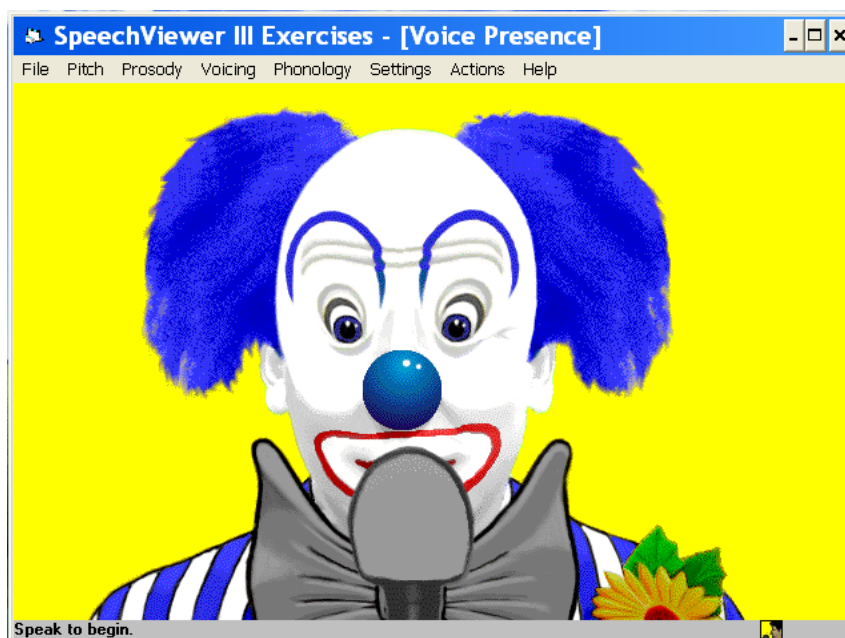 SpeechViewer III Exercises - [Voice Presence]
File Pitch Prosody Voicing Phonology Settings Actions Help
Speak to begin.